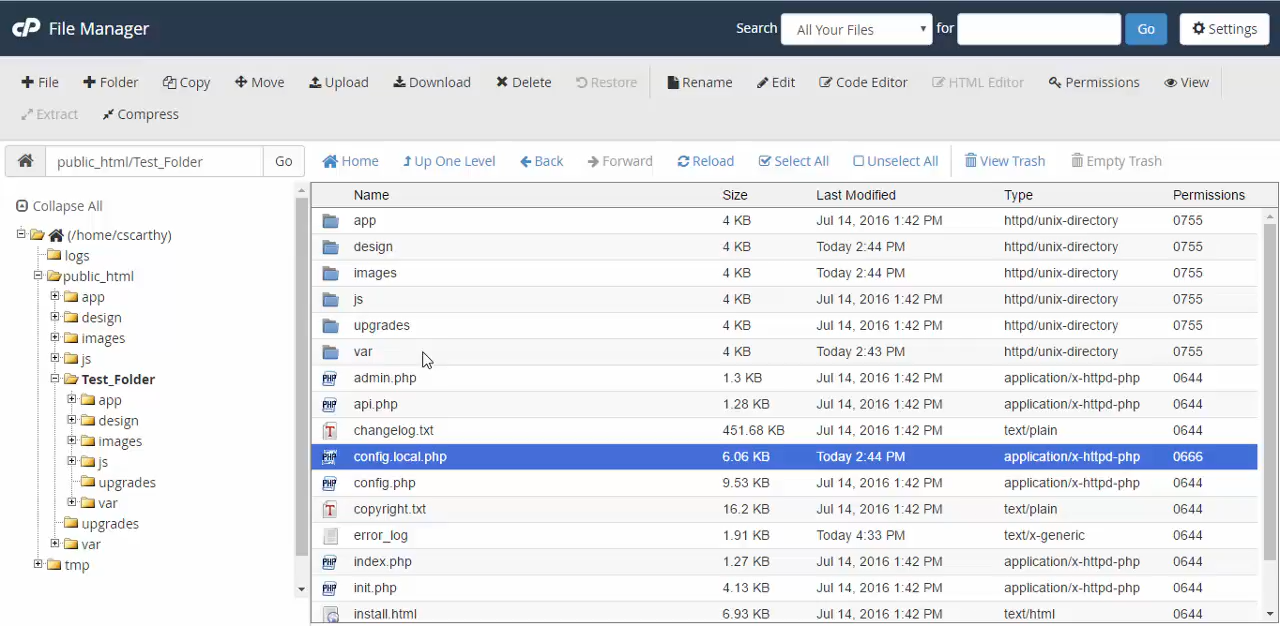 cP File Manager
Search All Your Files for Go Settings
File Folder Copy Move Upload Download Delete Restore Rename Edit Code Editor HTML Editor Permissions View
Extract Compress
public_html/Test_Folder Go Home Up One Level Back Forward Reload Select All Unselect All View Trash Empty Trash
Collapse All
(/home/cscarthy)
logs
public_html
app
design
images
js
Test_Folder
app
design
images
js
upgrades
var
upgrades
var
tmp
Name Size Last Modified Type Permissions
app 4 KB Jul 14, 2016 1:42 PM httpd/unix-directory 0755
design 4 KB Today 2:44 PM httpd/unix-directory 0755
images 4 KB Today 2:44 PM httpd/unix-directory 0755
js 4 KB Jul 14, 2016 1:42 PM httpd/unix-directory 0755
upgrades 4 KB Jul 14, 2016 1:42 PM httpd/unix-directory 0755
var 4 KB Today 2:43 PM httpd/unix-directory 0755
admin.php 1.3 KB Jul 14, 2016 1:42 PM application/x-httpd-php 0644
api.php 1.28 KB Jul 14, 2016 1:42 PM application/x-httpd-php 0644
changelog.txt 451.68 KB Jul 14, 2016 1:42 PM text/plain 0644
config.local.php 6.06 KB Today 2:44 PM application/x-httpd-php 0666
config.php 9.53 KB Jul 14, 2016 1:42 PM application/x-httpd-php 0644
copyright.txt 16.2 KB Jul 14, 2016 1:42 PM text/plain 0644
error_log 1.91 KB Today 4:33 PM text/x-generic 0644
index.php 1.27 KB Jul 14, 2016 1:42 PM application/x-httpd-php 0644
init.php 4.13 KB Jul 14, 2016 1:42 PM application/x-httpd-php 0644
install.html 6.93 KB Jul 14, 2016 1:42 PM text/html 0644